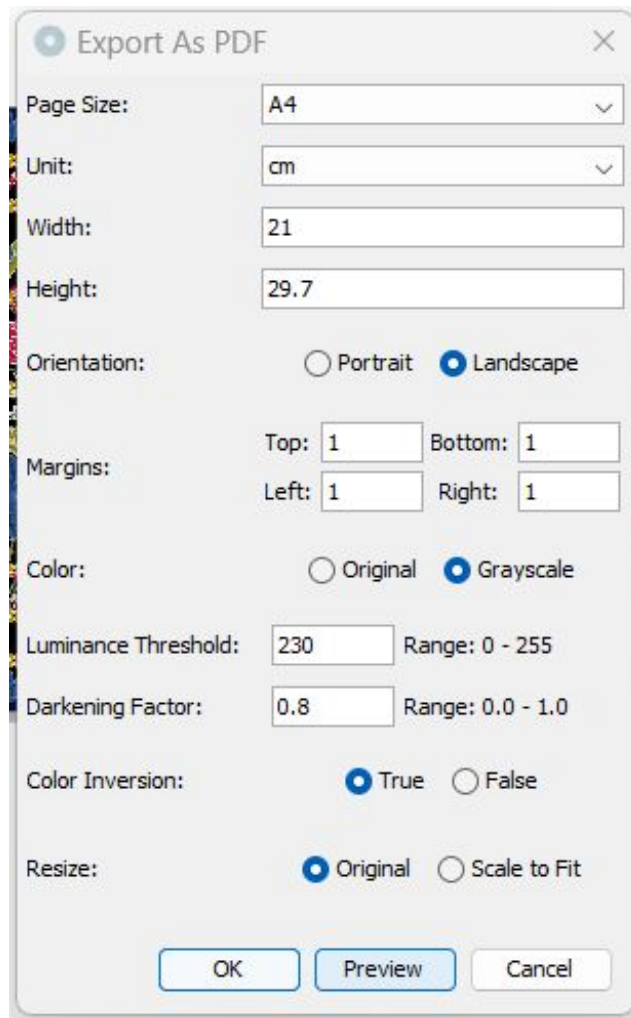 Export As PDF
Page Size: A4
Unit: cm
Width: 21
Height: 29.7
Orientation: Portrait Landscape
Margins:
Top: 1 Bottom: 1
Left: 1 Right: 1
Color: Original Grayscale
Luminance Threshold: 230 Range: 0 - 255
Darkening Factor: 0.8 Range: 0.0 - 1.0
Color Inversion: True False
Resize: Original Scale to Fit
OK Preview Cancel